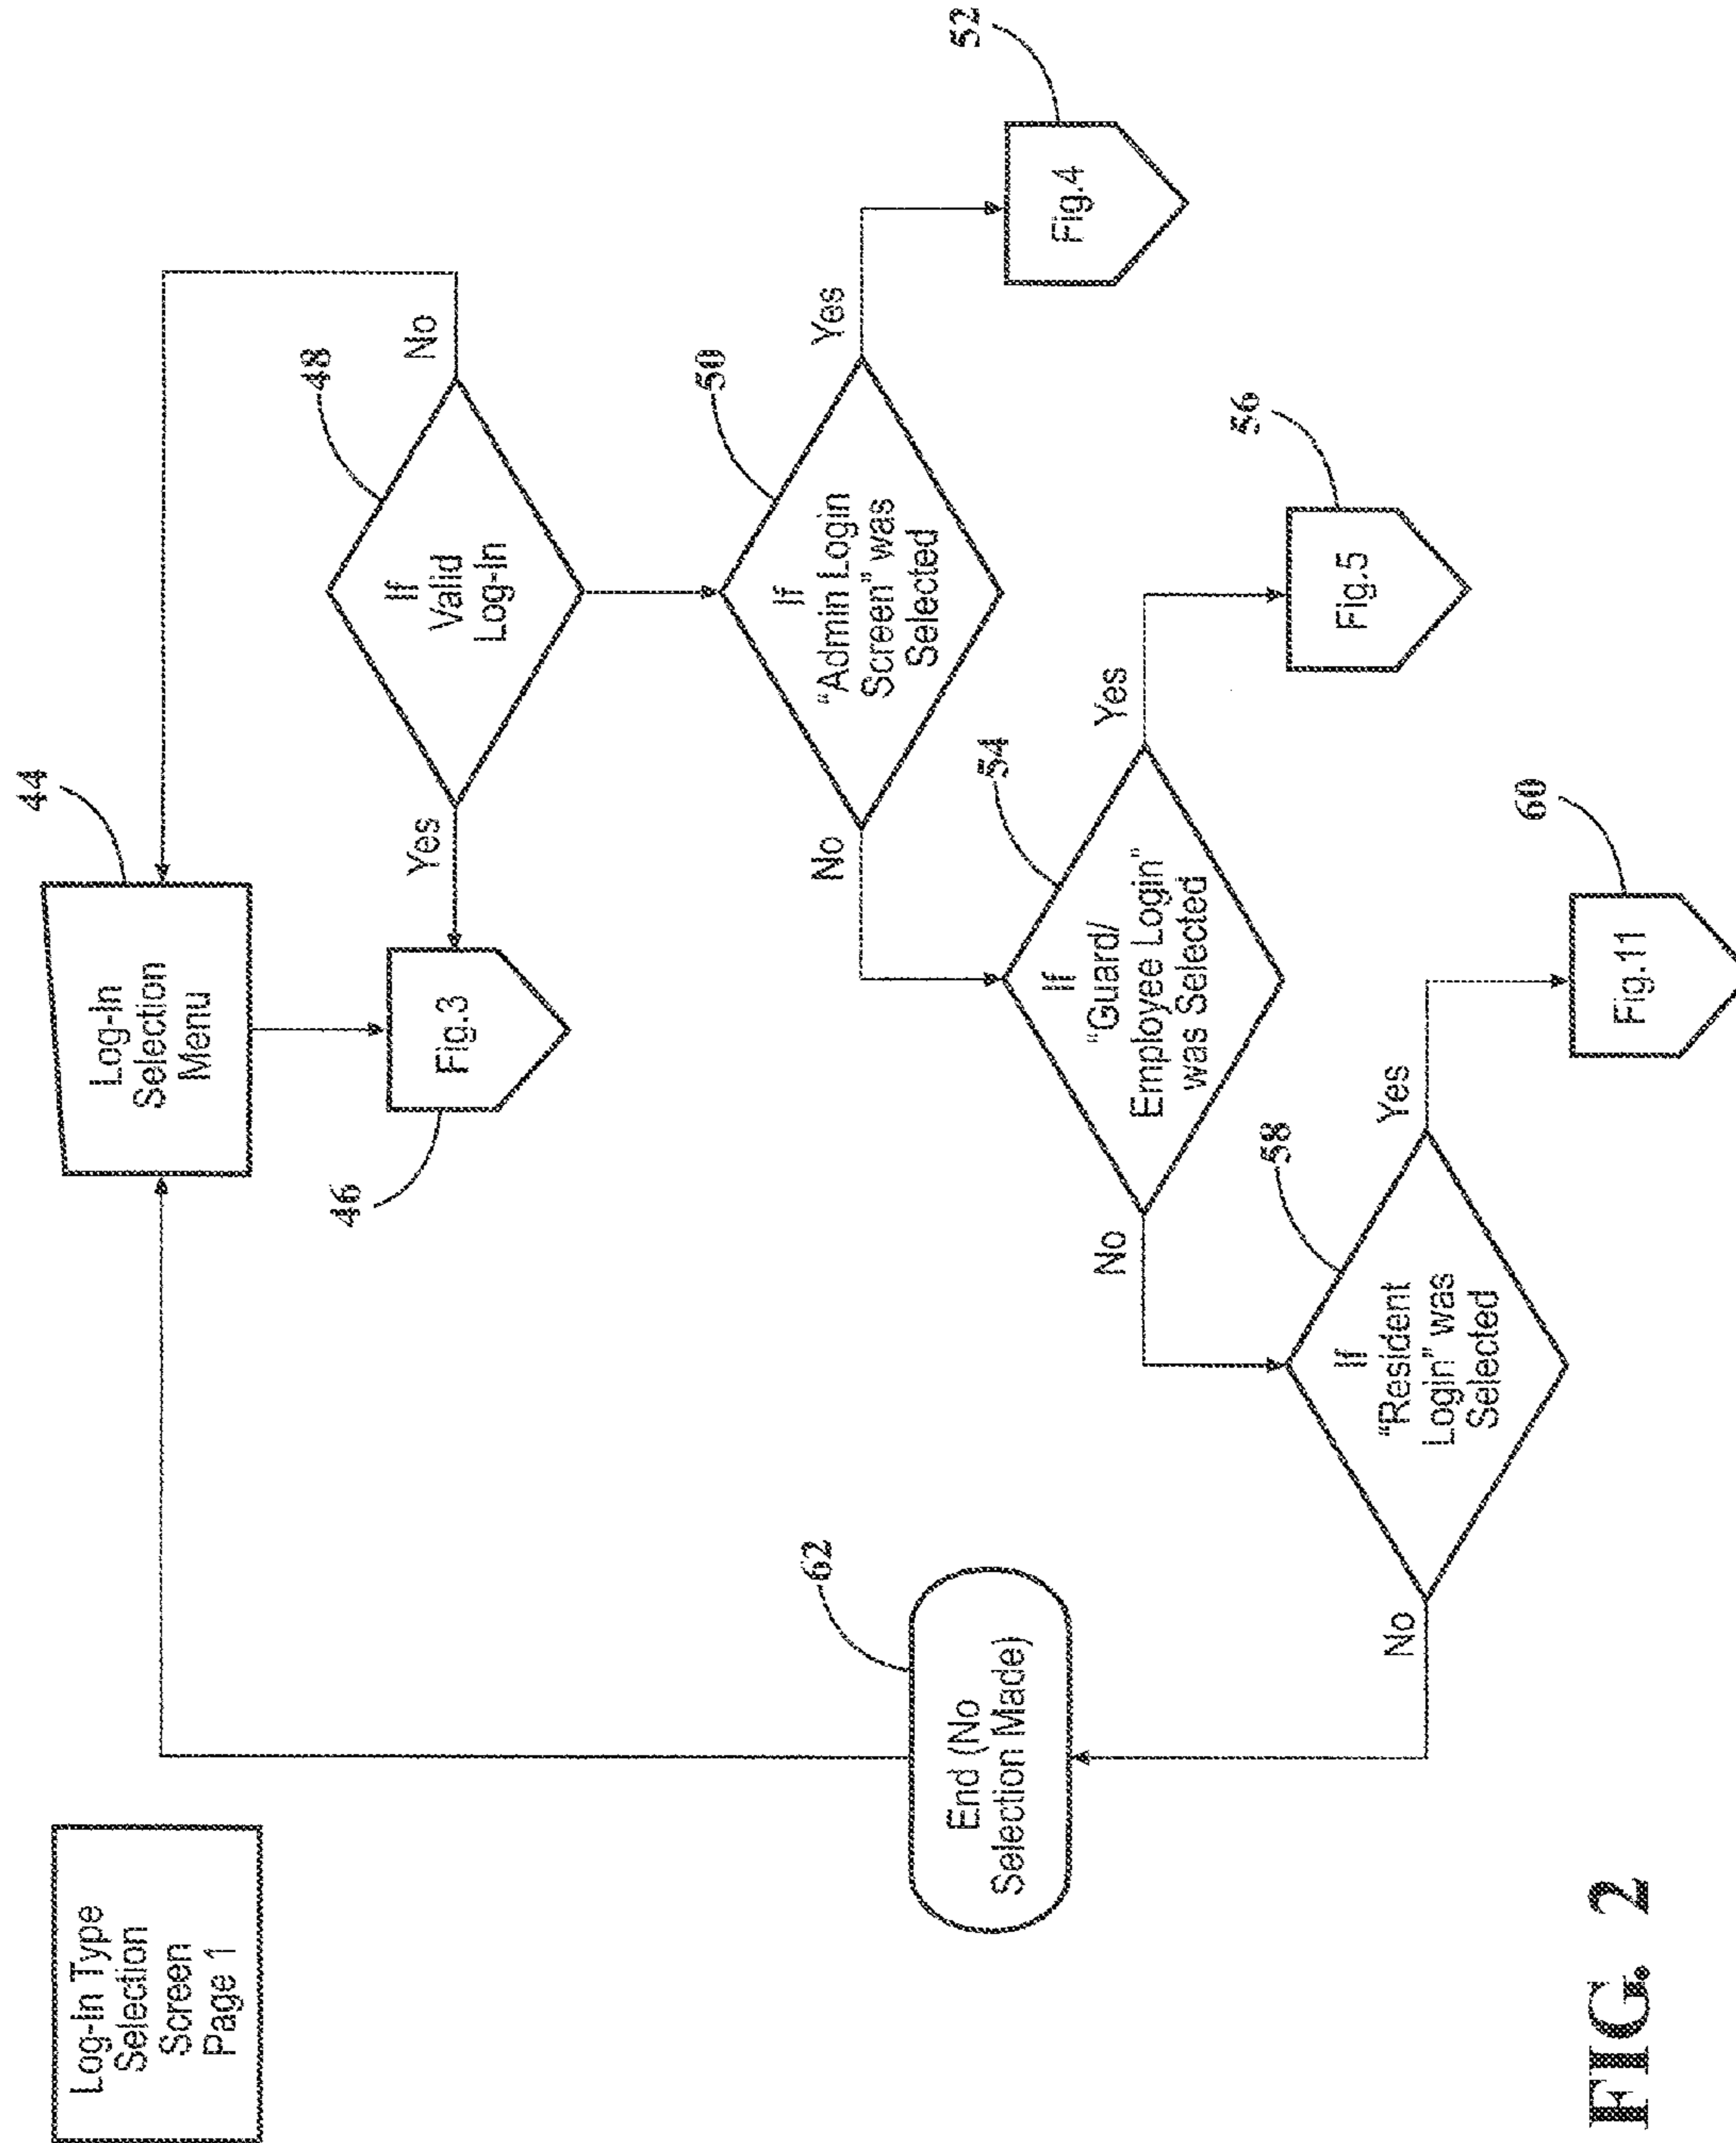 Log-In Type
Selection
Screen
Page 1
44
Log-In
Selection
Menu
46
Fig.3
48
If
Valid
Log-In
Yes
No
50
If
"Admin Login
Screen" was
Selected
No
Yes
52
Fig.4
54
If
"Guard/
Employee Login"
was Selected
No
Yes
56
Fig.5
58
If
"Resident
Login" was
Selected
No
Yes
60
Fig.11
62
End (No
Selection Made)
FIG. 2